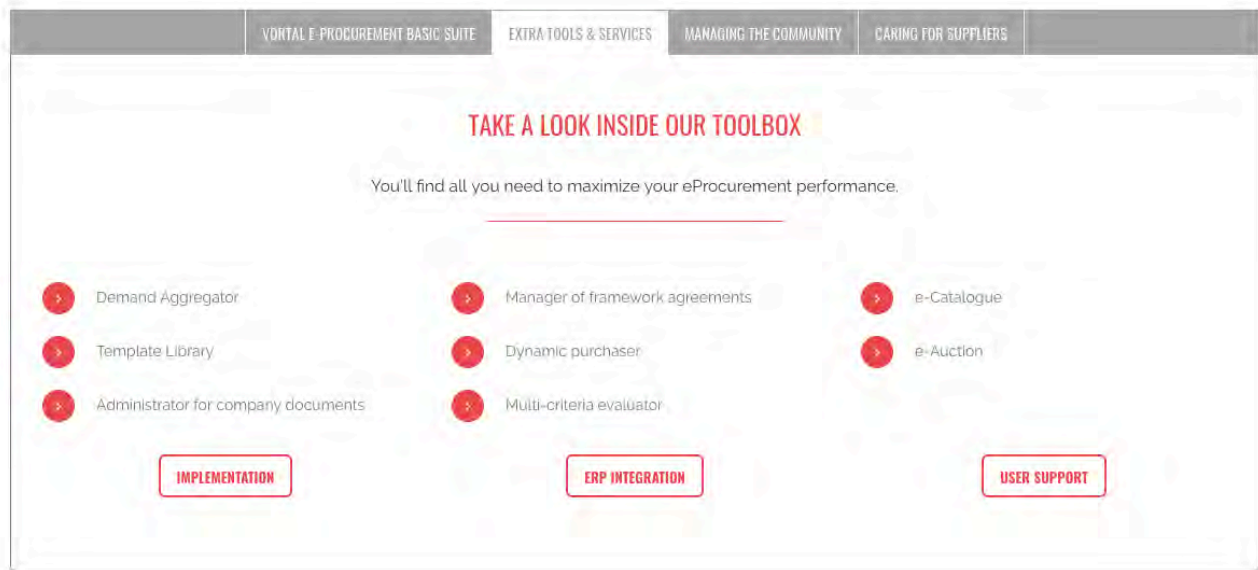 VORTAL E-PROCUREMENT BASIC SUITE
EXTRA TOOLS & SERVICES
MANAGING THE COMMUNITY
CARING FOR SUPPLIERS
TAKE A LOOK INSIDE OUR TOOLBOX
You'll find all you need to maximize your eProcurement performance.
Demand Aggregator
Template Library
Administrator for company documents
IMPLEMENTATION
Manager of framework agreements
Dynamic purchaser
Multi-criteria evaluator
ERP INTEGRATION
e-Catalogue
e-Auction
USER SUPPORT